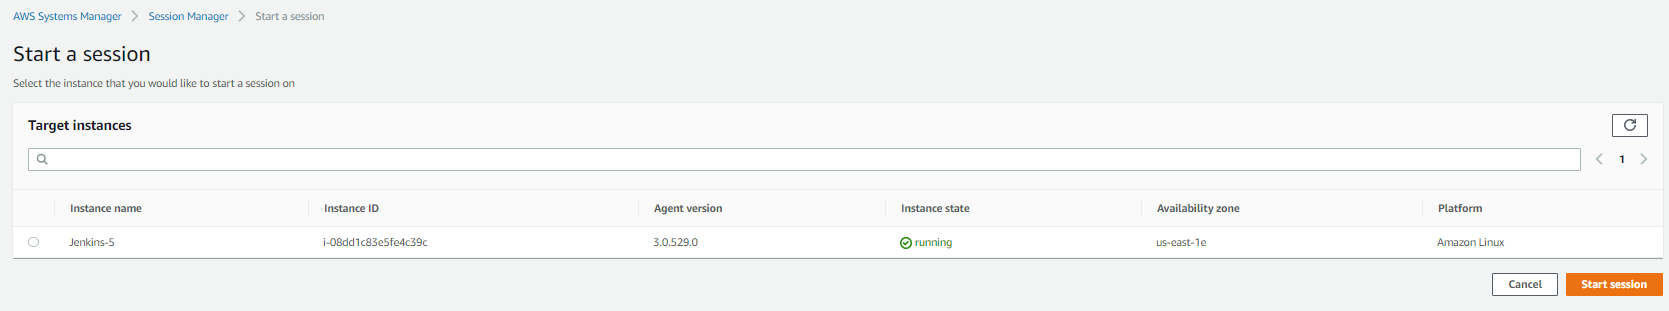 AWS Systems Manager > Session Manager > Start a session
Start a session
Select the instance that you would like to start a session on
Target instances
1
Instance name Instance ID Agent version Instance state Availability zone Platform
Jenkins-5 i-08dd1c83e5fe4c39c 3.0.529.0 running us-east-1e Amazon Linux
Cancel Start session